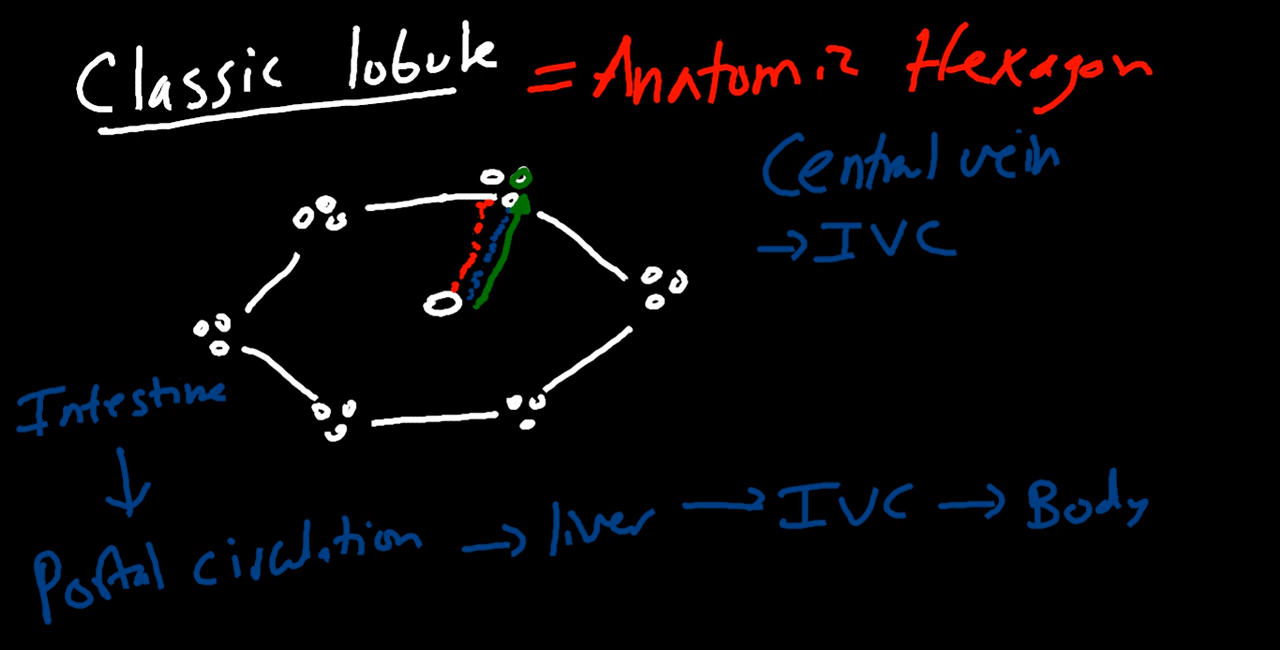 Classic lobule = Anatomic Hexagon
Central vein
→ IVC
Intestine
↓
Portal circulation → liver → IVC → Body